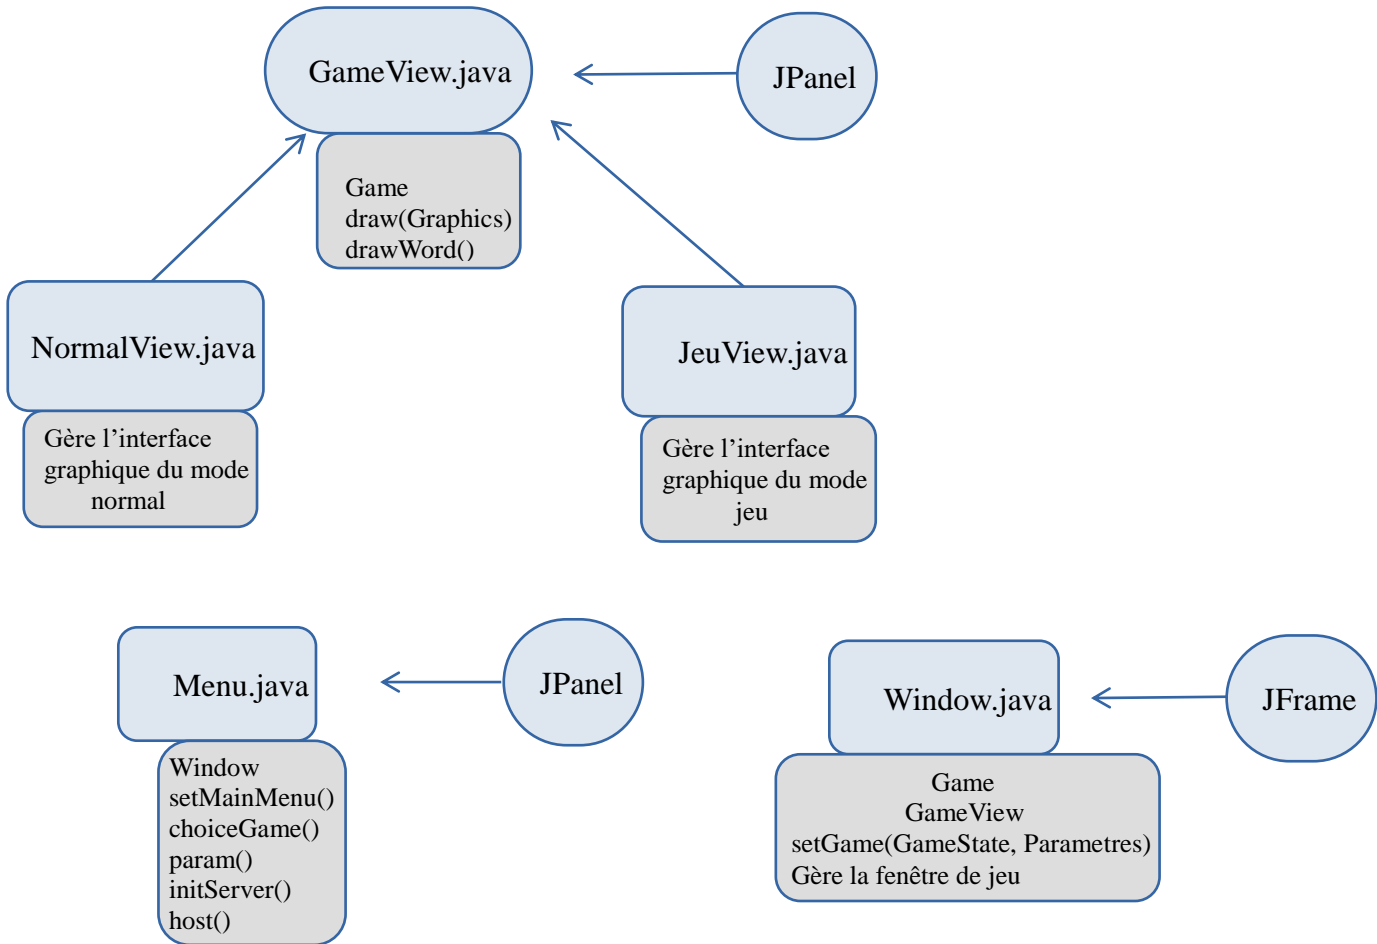 GameView.java
JPanel
Game
draw(Graphics)
drawWord()
NormalView.java
JeuView.java
Gère l’interface
graphique du mode
normal
Gère l’interface
graphique du mode
jeu
Menu.java
JPanel
Window.java
JFrame
Window
setMainMenu()
choiceGame()
param()
initServer()
host()
Game
GameView
setGame(GameState, Parametres)
Gère la fenêtre de jeu